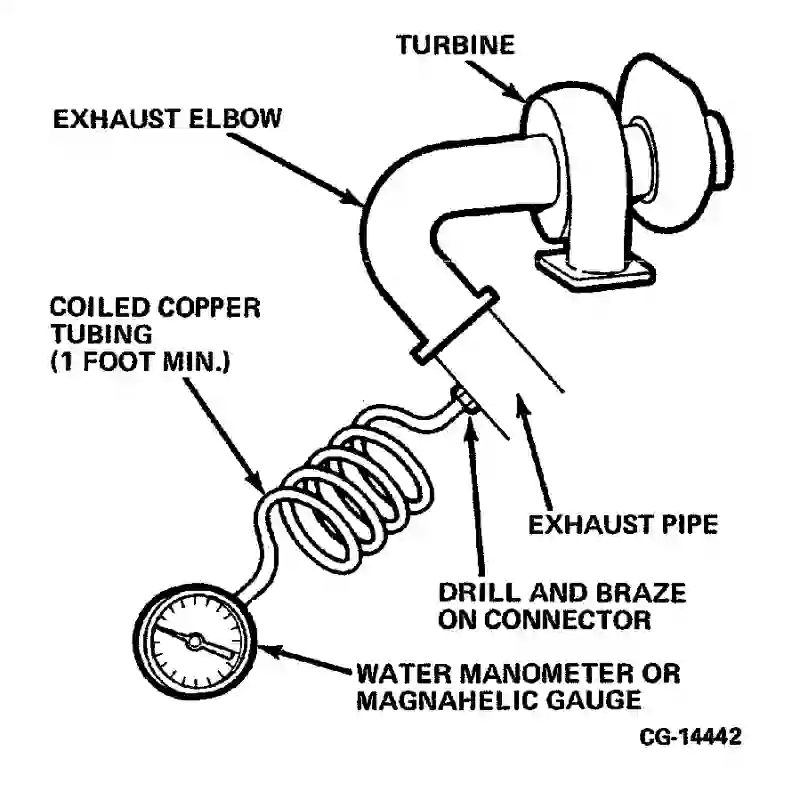 TURBINE
EXHAUST ELBOW
COILED COPPER
TUBING
(1 FOOT MIN.)
EXHAUST PIPE
DRILL AND BRAZE
ON CONNECTOR
WATER MANOMETER OR
MAGNAHELIC GAUGE
CG-14442